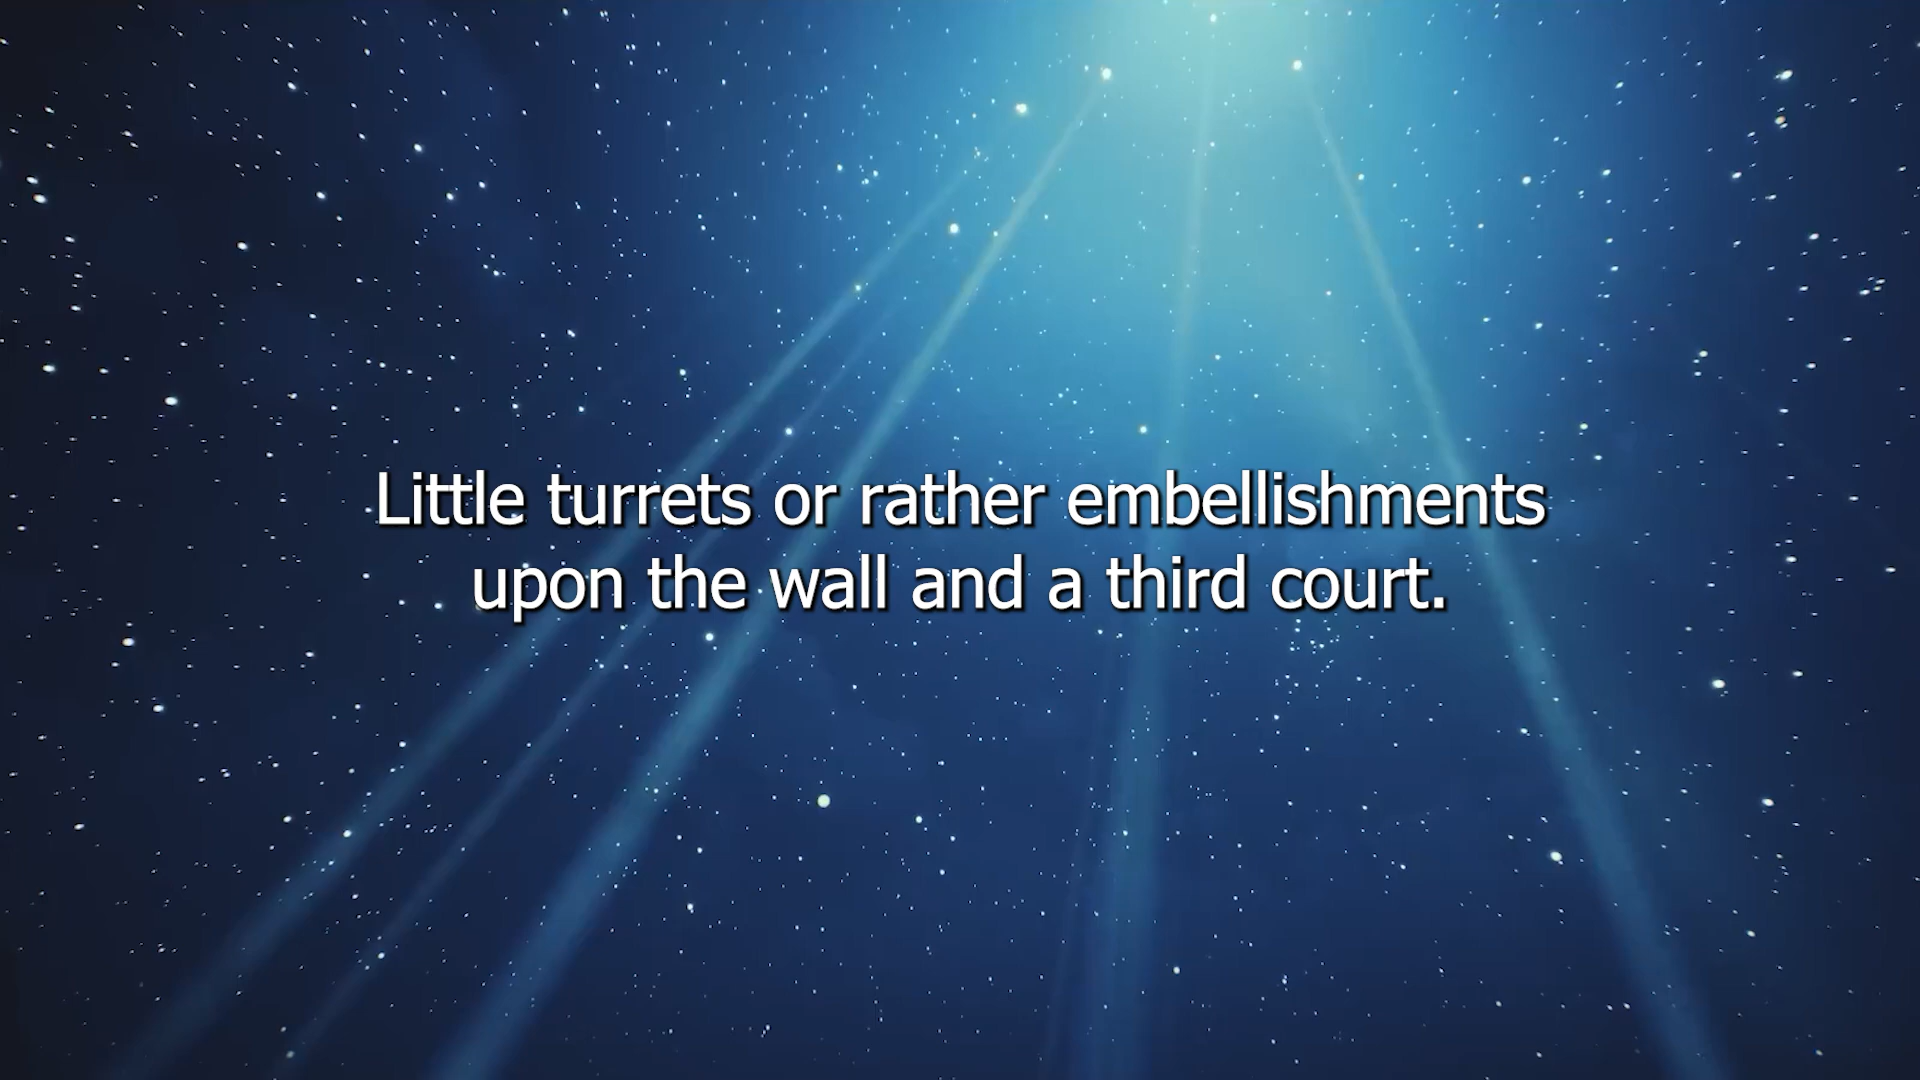 Little turrets or rather embellishments
upon the wall and a third court.